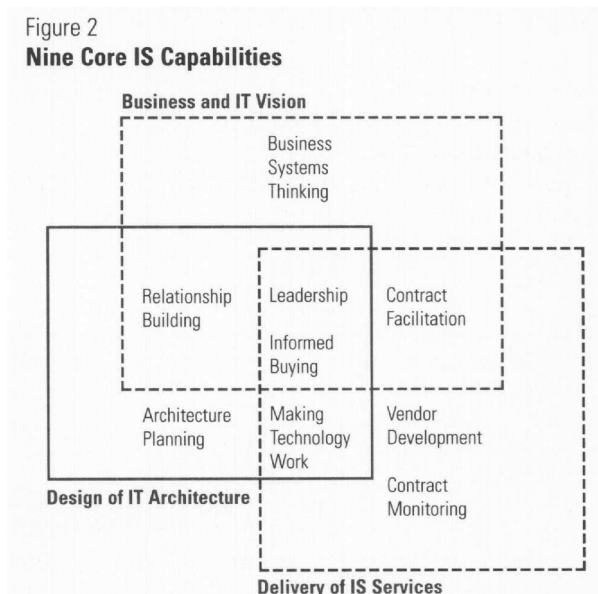 Figure 2
Nine Core IS Capabilities
Business and IT Vision
Business
Systems
Thinking
Relationship
Building
Leadership
Informed
Buying
Contract
Facilitation
Architecture
Planning
Making
Technology
Work
Vendor
Development
Contract
Monitoring
Design of IT Architecture
Delivery of IS Services